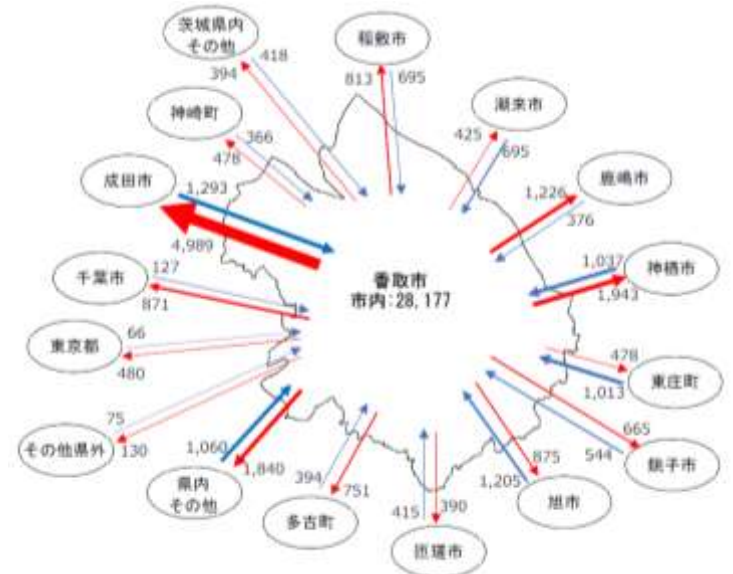 茨城県内
その他
418
394
稲敷市
813
695
潮来市
425
695
神崎町
366
478
成田市
1,293
4,989
鹿嶋市
1,226
376
香取市
市内:28,177
神栖市
1,037
1,943
千葉市
127
871
東京都
66
480
東庄町
478
1,013
その他県外
75
130
銚子市
665
544
県内
その他
1,060
1,840
多古町
394
751
匝瑳市
415
390
旭市
875
1,205